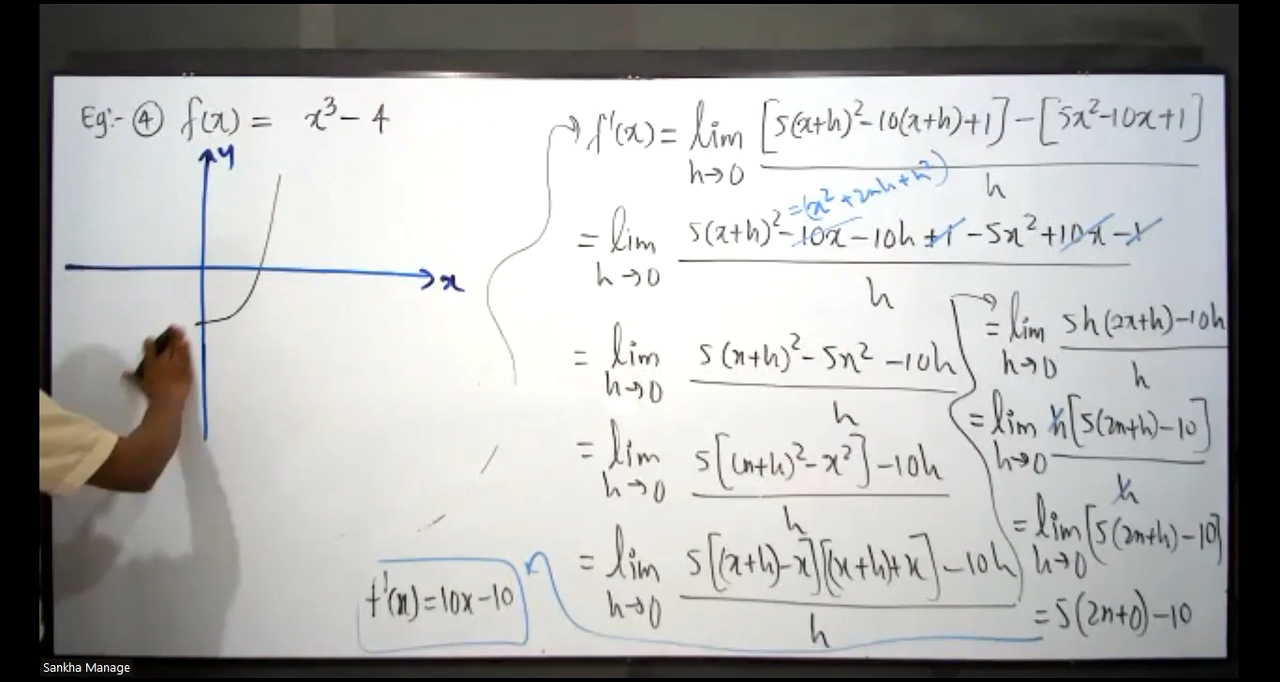 Eg:- ④ f(x) = x³ - 4
y
x
f'(x) = lim h→0 [5(x+h)² - 10(x+h) + 1] - [5x² - 10x + 1]
h
= (x² + 2xh + h²)
= lim h→0 5(x+h)² - 10x - 10h + 1 - 5x² + 10x - 1
h
= lim h→0 5(x+h)² - 5x² - 10h
h
= lim h→0 5[(x+h)² - x²] - 10h
h
= lim h→0 5[(x+h) - x][(x+h) + x] - 10h
h
= lim h→0 5h(2x+h) - 10h
h
= lim h→0 h[5(2x+h) - 10]
h
= lim h→0 [5(2x+h) - 10]
= 5(2x+0) - 10
f'(x) = 10x - 10
Sankha Manage